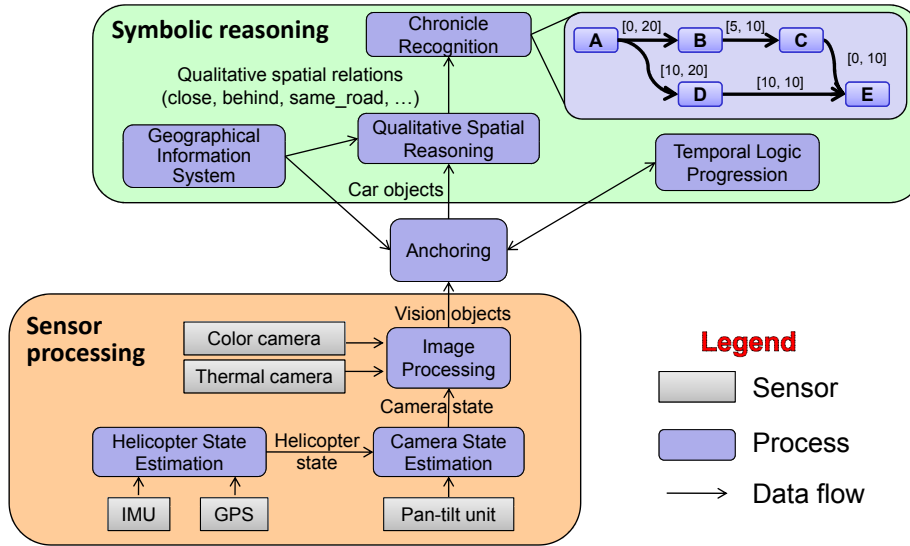 Symbolic reasoning
Chronicle
Recognition
[0, 20]
[5, 10]
A
B
C
[0, 10]
[10, 20]
[10, 10]
D
E
Qualitative spatial relations
(close, behind, same_road, …)
Geographical
Information
System
Qualitative Spatial
Reasoning
Temporal Logic
Progression
Car objects
Anchoring
Sensor
processing
Vision objects
Color camera
Thermal camera
Image
Processing
Camera state
Helicopter State
Estimation
Helicopter
state
Camera State
Estimation
IMU
GPS
Pan-tilt unit
Legend
Sensor
Process
Data flow